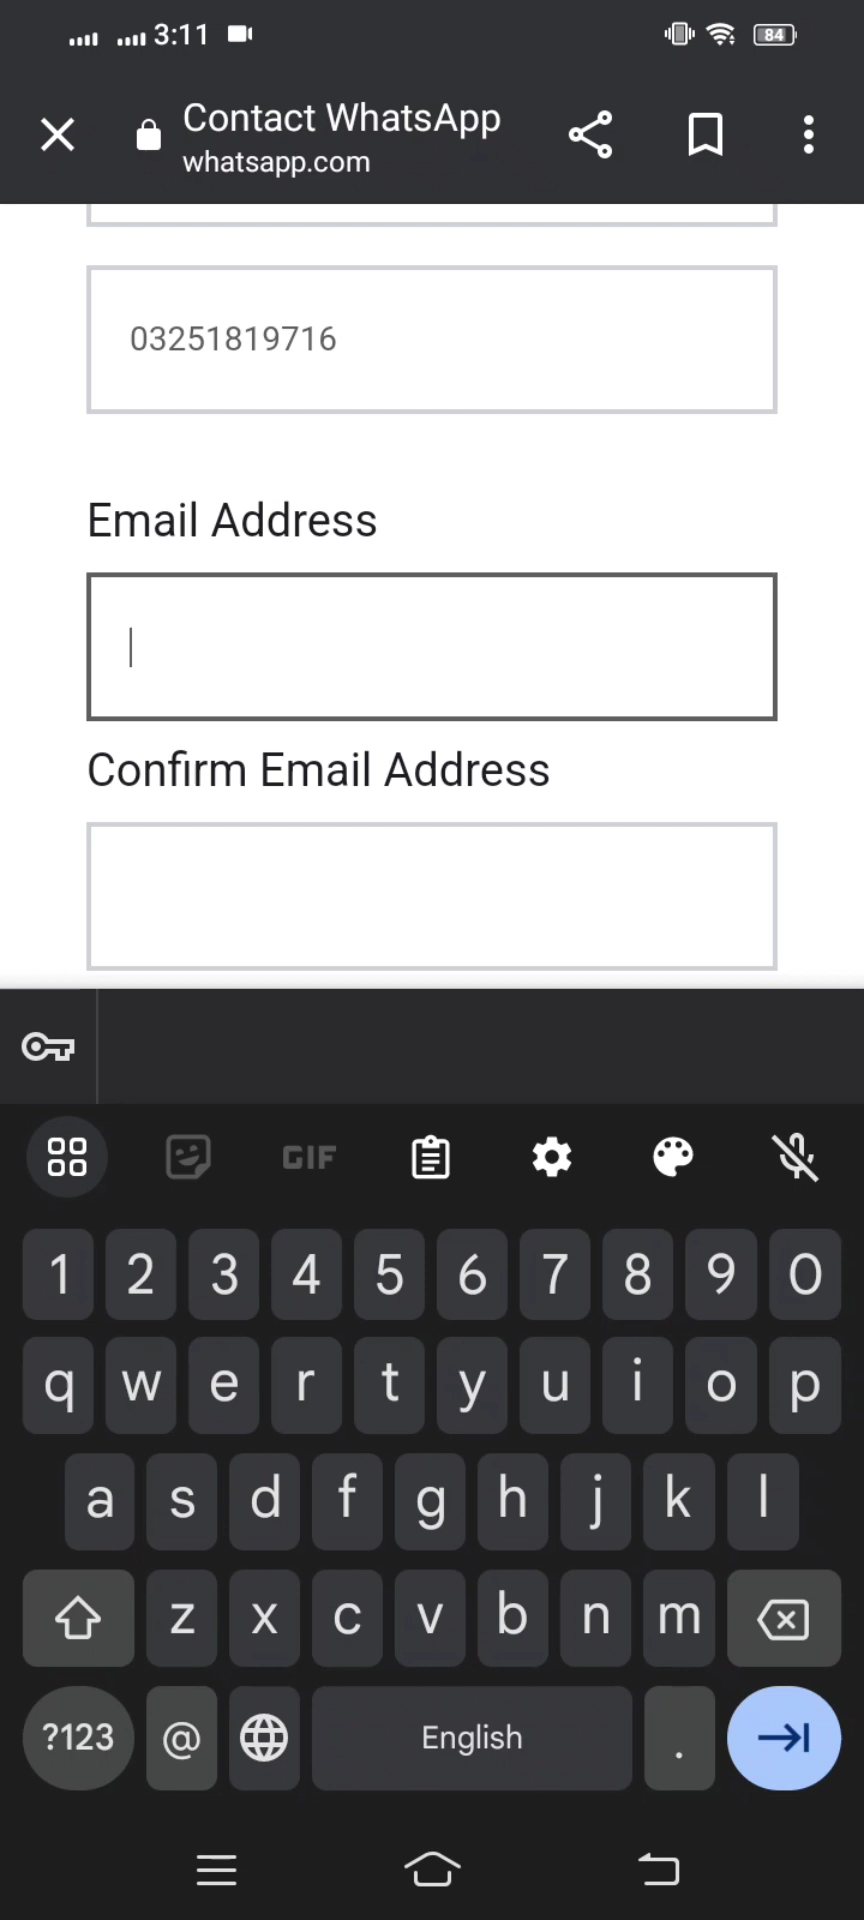 3:11
84
Contact WhatsApp
whatsapp.com
03251819716
Email Address
Confirm Email Address
GIF
1 2 3 4 5 6 7 8 9 0
q w e r t y u i o p
a s d f g h j k l
z x c v b n m
?123 @ English .